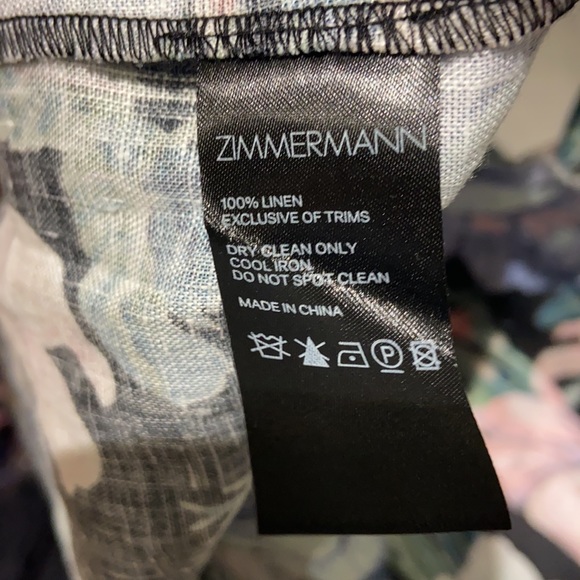 ZIMMERMANN
100% LINEN
EXCLUSIVE OF TRIMS
DRY CLEAN ONLY
COOL IRON
DO NOT SPOT CLEAN
MADE IN CHINA
P